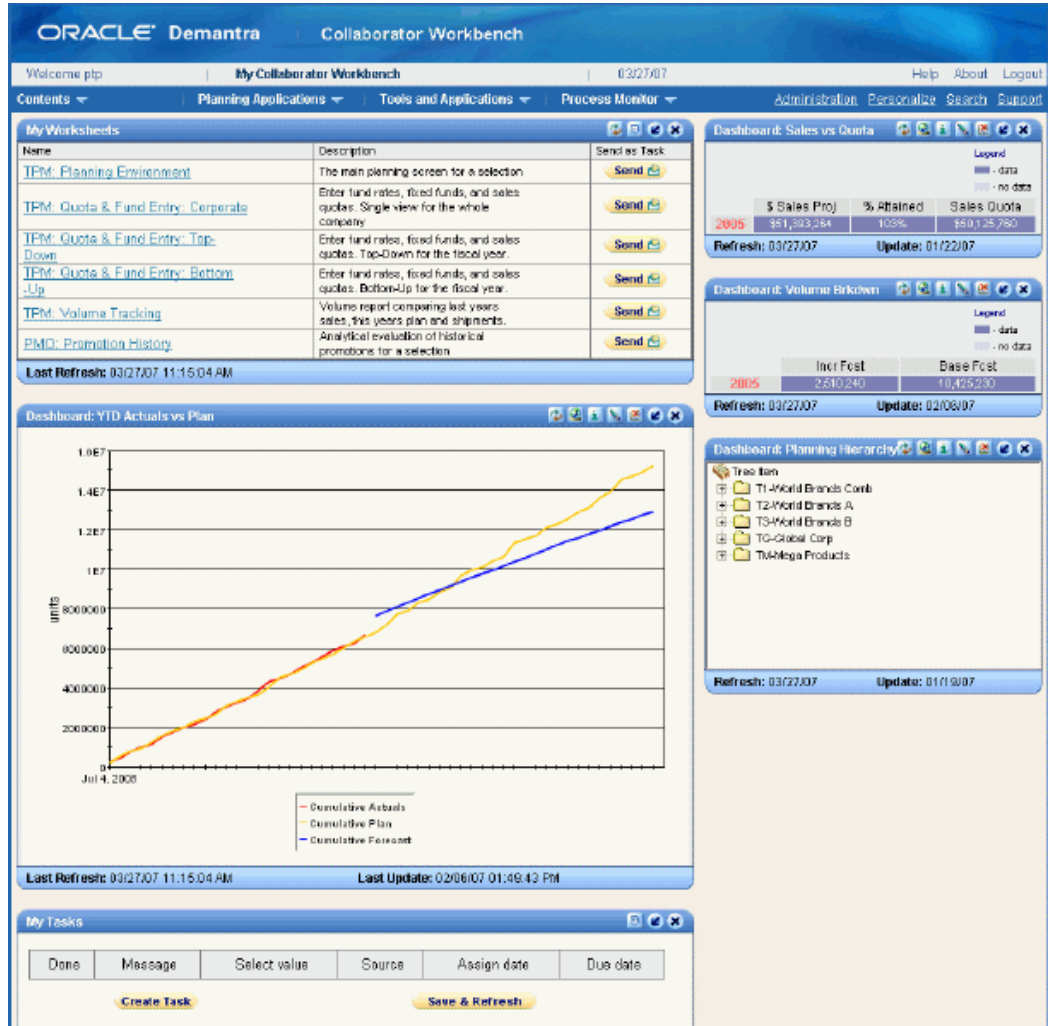 ORACLE Demantra Collaborator Workbench
Welcome ptp My Collaborator Workbench 03/27/07 Help About Logout
Contents Planning Applications Tools and Applications Process Monitor Administration Personalize Search Support
My Worksheets
Name Description Send as Task
TPM: Planning Environment The main planning screen for a selection Send
TPM: Quota & Fund Entry: Corporate Enter fund rates, fixed funds, and sales
quotas. Single view for the whole
company Send
TPM: Quota & Fund Entry: Top-
Down Enter fund rates, fixed funds, and sales
quotas. Top-Down for the fiscal year. Send
TPM: Quota & Fund Entry: Bottom
-Up Enter fund rates, fixed funds, and sales
quotas. Bottom-Up for the fiscal year. Send
TPM: Volume Tracking Volume report comparing last years
sales, this years plan and shipments. Send
PMO: Promotion History Analytical evaluation of historical
promotions for a selection Send
Last Refresh: 03/27/07 11:15:04 AM
Dashboard: Sales vs Quota
Legend
- data
- no data
$ Sales Proj % Attained Sales Quota
2005 $51,393,264 103% $50,125,760
Refresh: 03/27/07 Update: 01/22/07
Dashboard: Volume Brkdwn
Legend
- data
- no data
Incr Fcst Base Fcst
2005 2,510,240 10,425,230
Refresh: 03/27/07 Update: 02/08/07
Dashboard: YTD Actuals vs Plan
1.6E7
1.4E7
1.2E7
1E7
8000000
6000000
4000000
2000000
0
units
Jul 4, 2005
Cumulative Actuals
Cumulative Plan
Cumulative Forecast
Last Refresh: 03/27/07 11:15:04 AM Last Update: 02/06/07 01:49:43 PM
Dashboard: Planning Hierarchy
Tree Item
T1-World Brands Comb
T2-World Brands A
T3-World Brands B
TG-Global Corp
TM-Mega Products
Refresh: 03/27/07 Update: 01/19/07
My Tasks
Done Message Select value Source Assign date Due date
Create Task Save & Refresh